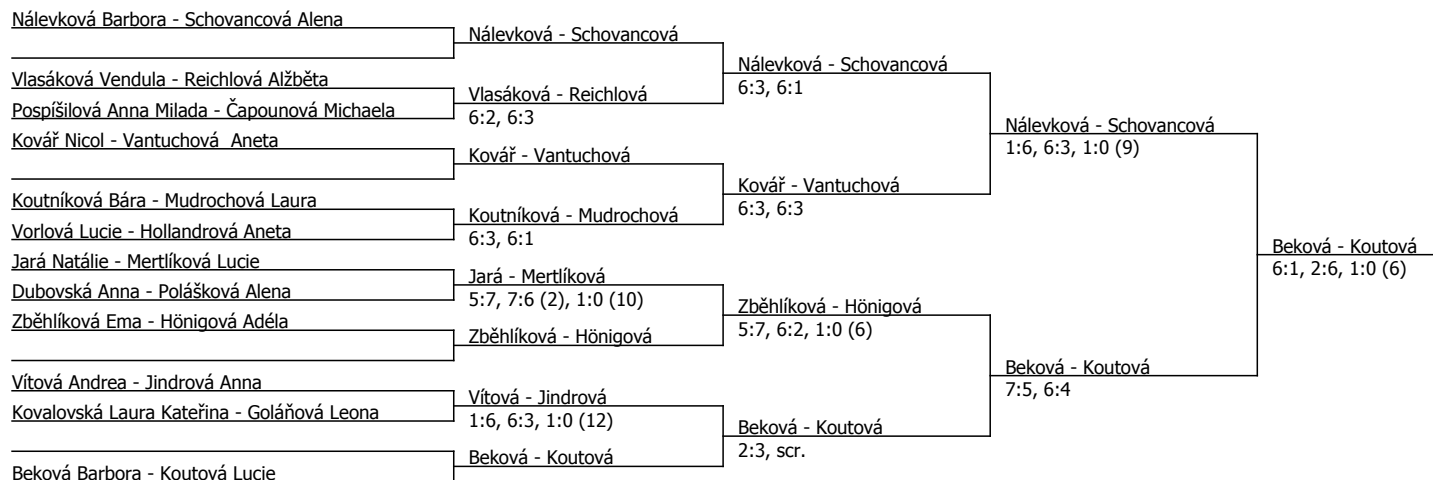 Nálevková Barbora - Schovancová Alena
Vlasáková Vendula - Reichlová Alžběta
Pospíšilová Anna Milada - Čapounová Michaela
Kovář Nicol - Vantuchová  Aneta
Koutníková Bára - Mudrochová Laura
Vorlová Lucie - Hollandrová Aneta
Jará Natálie - Mertlíková Lucie
Dubovská Anna - Polášková Alena
Zběhlíková Ema - Hönigová Adéla
Vítová Andrea - Jindrová Anna
Kovalovská Laura Kateřina - Goláňová Leona
Beková Barbora - Koutová Lucie
Nálevková - Schovancová
Vlasáková - Reichlová
6:2, 6:3
Kovář - Vantuchová
Koutníková - Mudrochová
6:3, 6:1
Jará - Mertlíková
5:7, 7:6 (2), 1:0 (10)
Zběhlíková - Hönigová
Vítová - Jindrová
1:6, 6:3, 1:0 (12)
Beková - Koutová
Nálevková - Schovancová
6:3, 6:1
Kovář - Vantuchová
6:3, 6:3
Zběhlíková - Hönigová
5:7, 6:2, 1:0 (6)
Beková - Koutová
2:3, scr.
Nálevková - Schovancová
1:6, 6:3, 1:0 (9)
Beková - Koutová
7:5, 6:4
Beková - Koutová
6:1, 2:6, 1:0 (6)